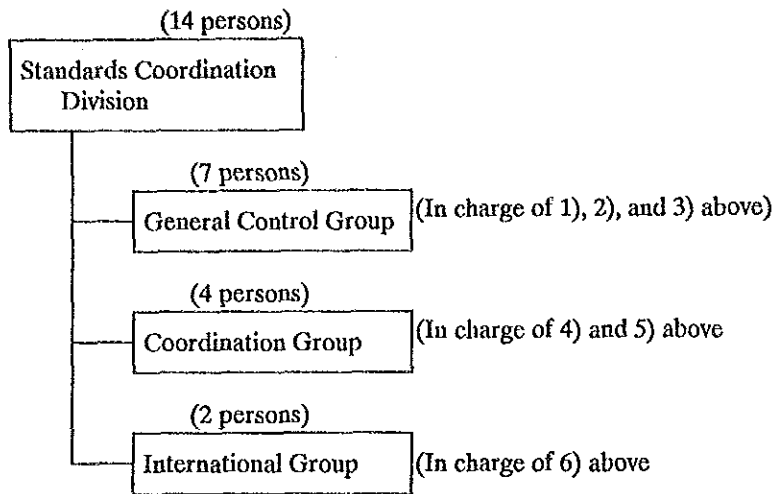 (14 persons)
Standards Coordination
Division
(7 persons)
General Control Group
(In charge of 1), 2), and 3) above)
(4 persons)
Coordination Group
(In charge of 4) and 5) above
(2 persons)
International Group
(In charge of 6) above